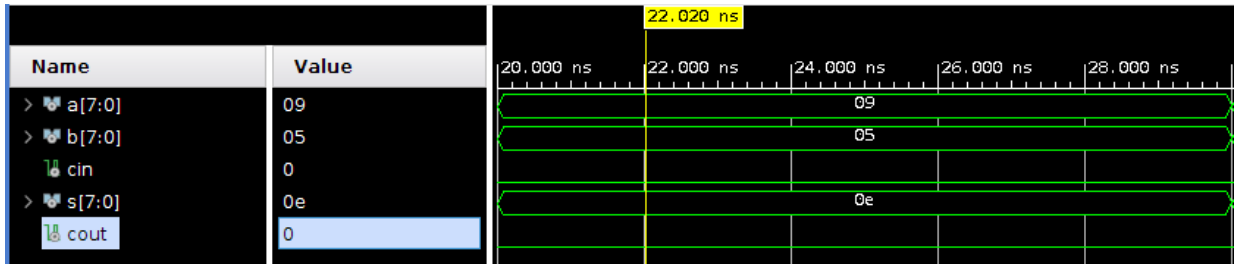 22.020 ns
Name Value 20.000 ns 22.000 ns 24.000 ns 26.000 ns 28.000 ns
> a[7:0] 09 09
> b[7:0] 05 05
cin 0
> s[7:0] 0e 0e
cout 0